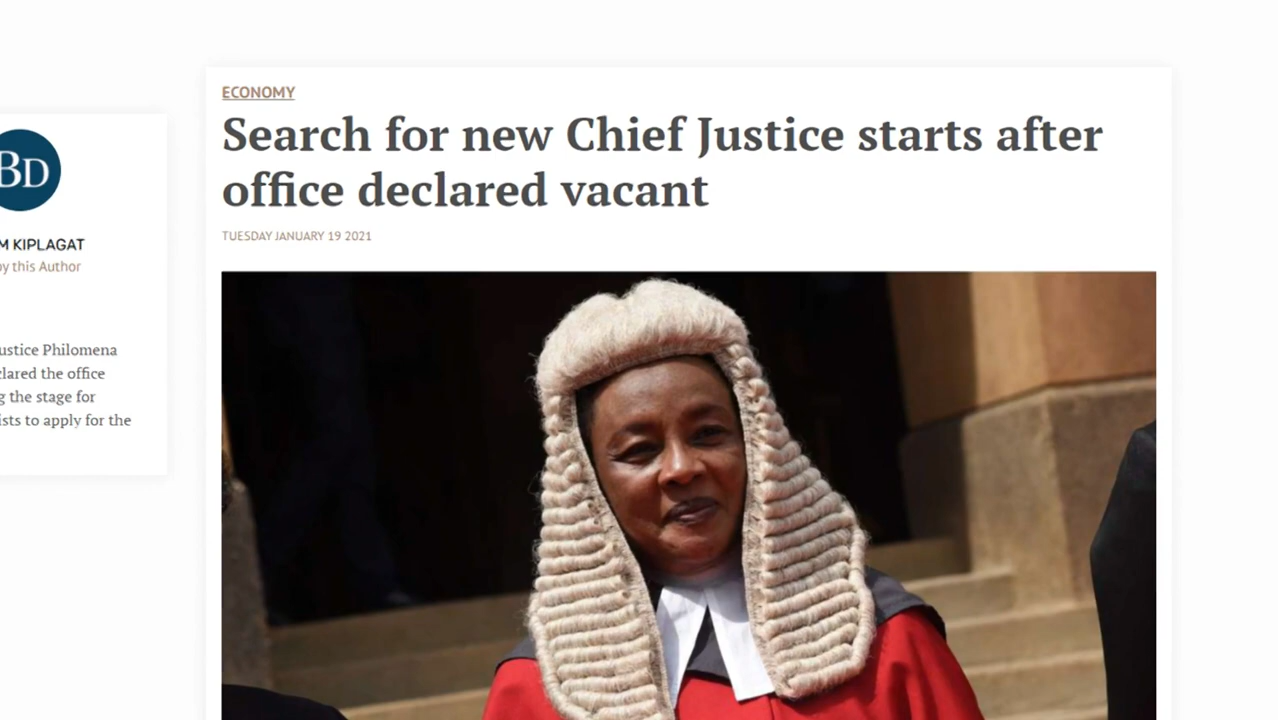 ECONOMY
Search for new Chief Justice starts after
office declared vacant
TUESDAY JANUARY 19 2021
BD
M KIPLAGAT
by this Author
ustice Philomena
clared the office
g the stage for
ists to apply for the